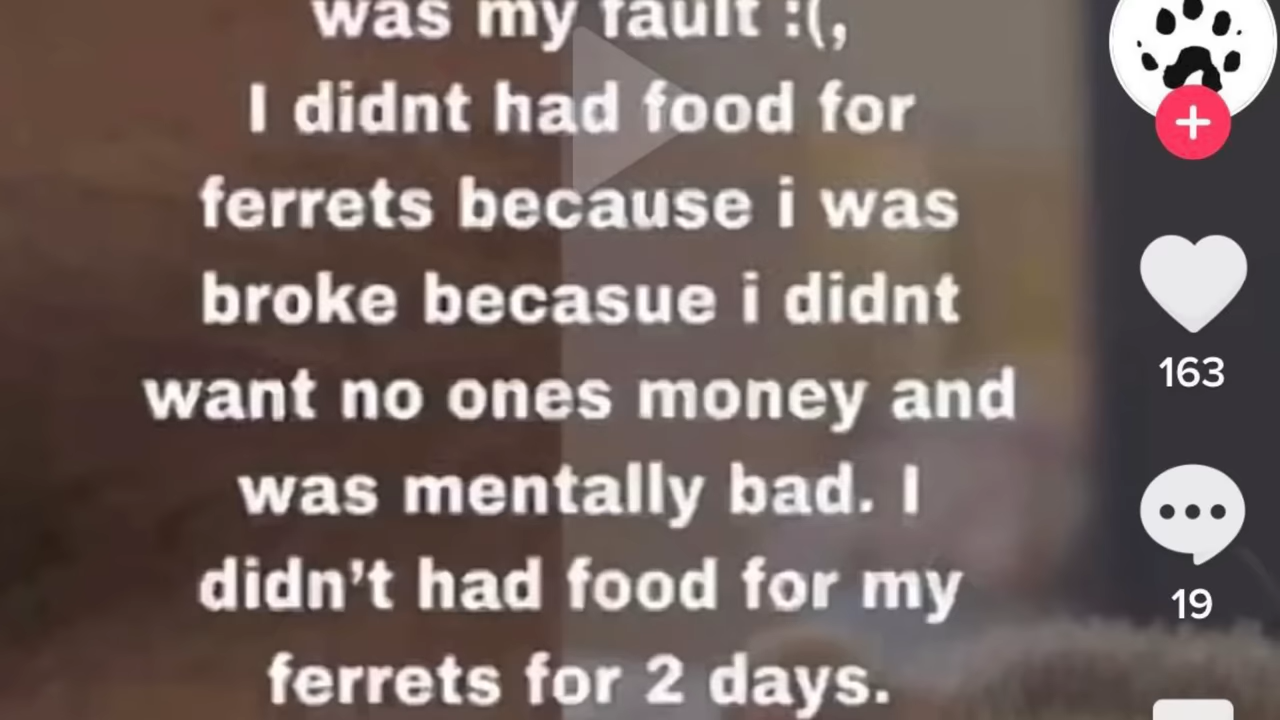 was my fault :(,
I didnt had food for
ferrets because i was
broke becasue i didnt
want no ones money and
was mentally bad. I
didn't had food for my
ferrets for 2 days.
163
19